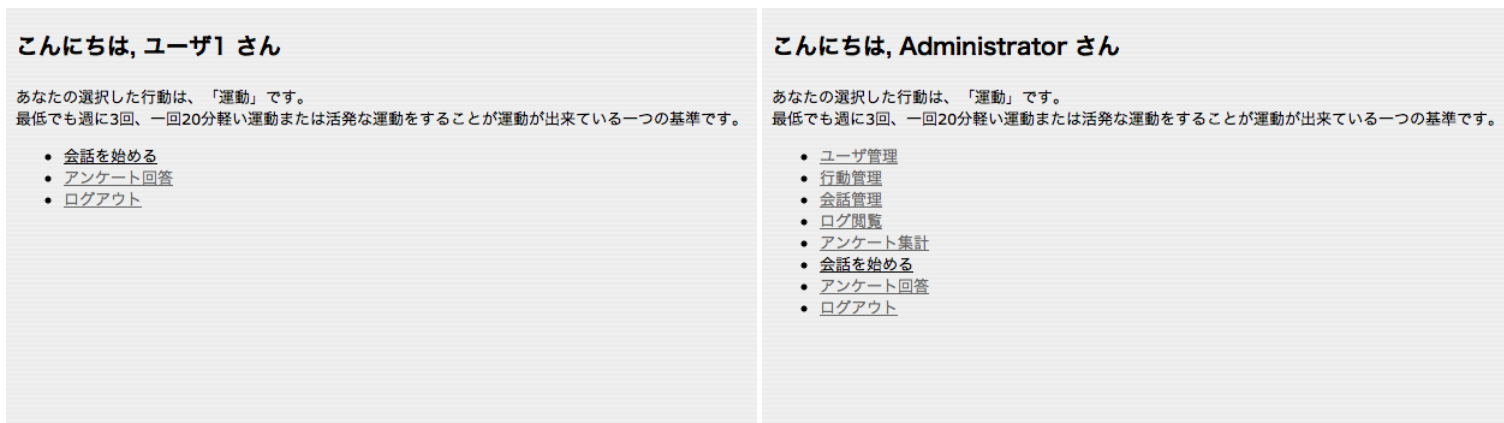 こんにちは, ユーザ1 さん
あなたの選択した行動は、「運動」です。
最低でも週に3回、一回20分軽い運動または活発な運動をすることが運動が出来ている一つの基準です。
会話を始める
アンケート回答
ログアウト
こんにちは, Administrator さん
あなたの選択した行動は、「運動」です。
最低でも週に3回、一回20分軽い運動または活発な運動をすることが運動が出来ている一つの基準です。
ユーザ管理
行動管理
会話管理
ログ閲覧
アンケート集計
会話を始める
アンケート回答
ログアウト